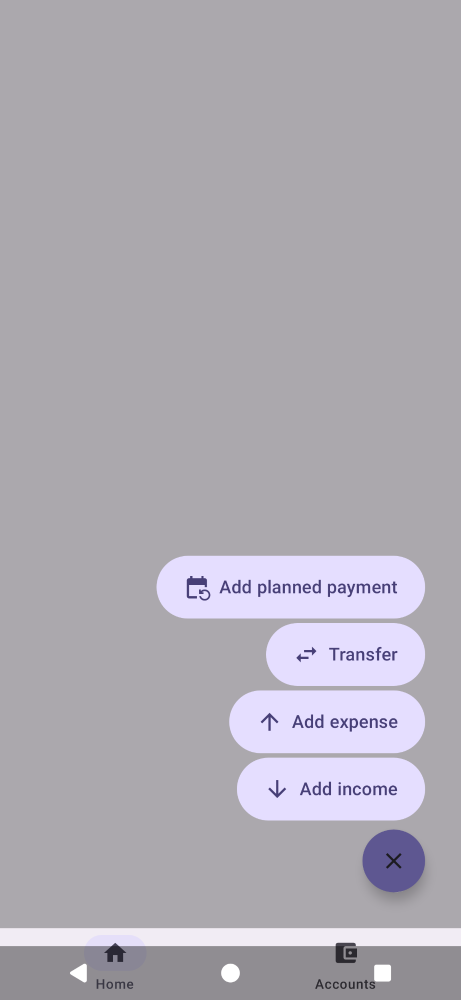 Add planned payment
Transfer
Add expense
Add income
Home
Accounts